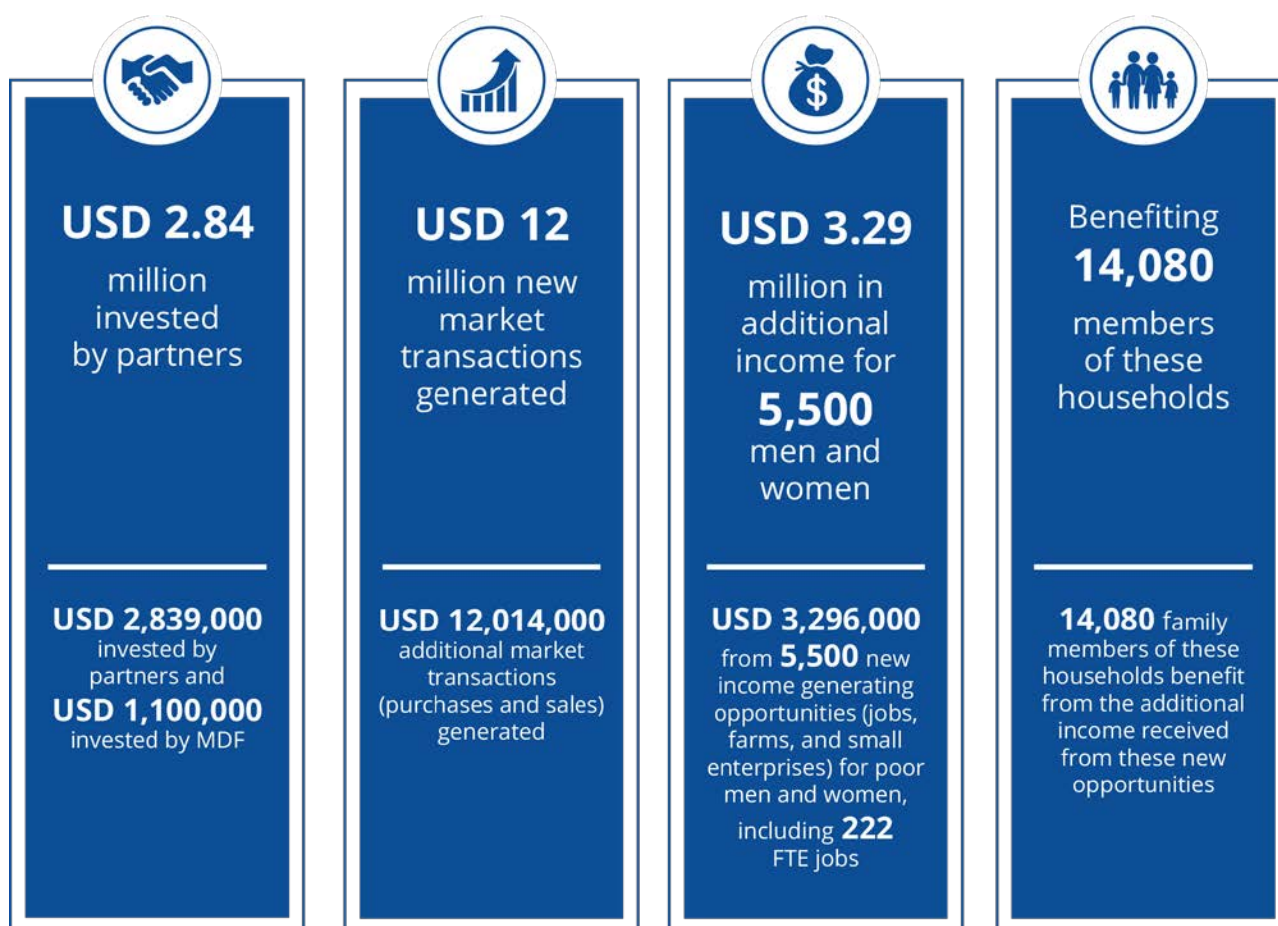 USD 2.84
million
invested
by partners
USD 2,839,000
invested by
partners and
USD 1,100,000
invested by MDF
USD 12
million new
market
transactions
generated
USD 12,014,000
additional market
transactions
(purchases and sales)
generated
$
USD 3.29
million in
additional
income for
5,500
men and
women
USD 3,296,000
from 5,500 new
income generating
opportunities (jobs,
farms, and small
enterprises) for poor
men and women,
including 222
FTE jobs
Benefiting
14,080
members
of these
households
14,080 family
members of these
households benefit
from the additional
income received
from these new
opportunities